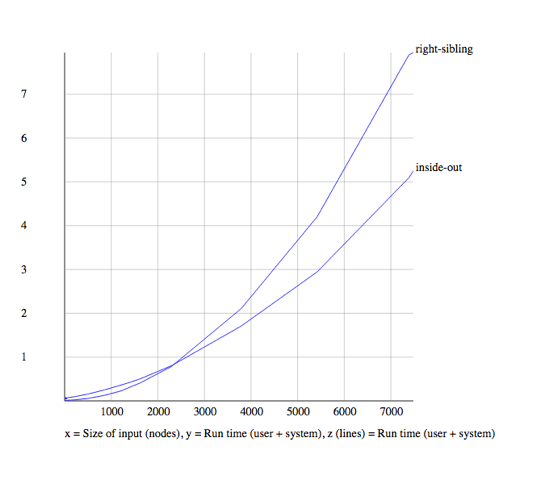 right-sibling
7
6
inside-out
5
4
3
2
1
1000 2000 3000 4000 5000 6000 7000
x = Size of input (nodes), y = Run time (user + system), z (lines) = Run time (user + system)